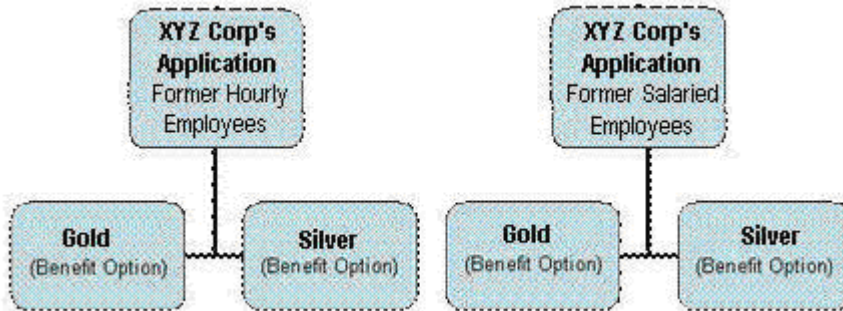 XYZ Corp's
Application
Former Hourly
Employees
XYZ Corp's
Application
Former Salaried
Employees
Gold
(Benefit Option)
Silver
(Benefit Option)
Gold
(Benefit Option)
Silver
(Benefit Option)